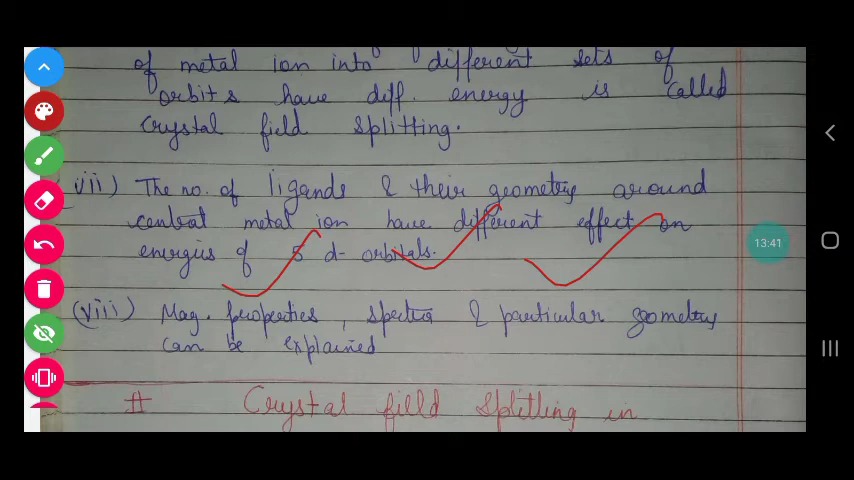 of metal ion into different sets of
orbits have diff. energy is called
Crystal field splitting.
(vii) The no. of ligands & their geometry around
central metal ion have different effect on
energies of 5 d- orbitals.
13:41
(viii) Mag. properties, spectra & particular geometry
can be explained
# Crystal field Splitting in